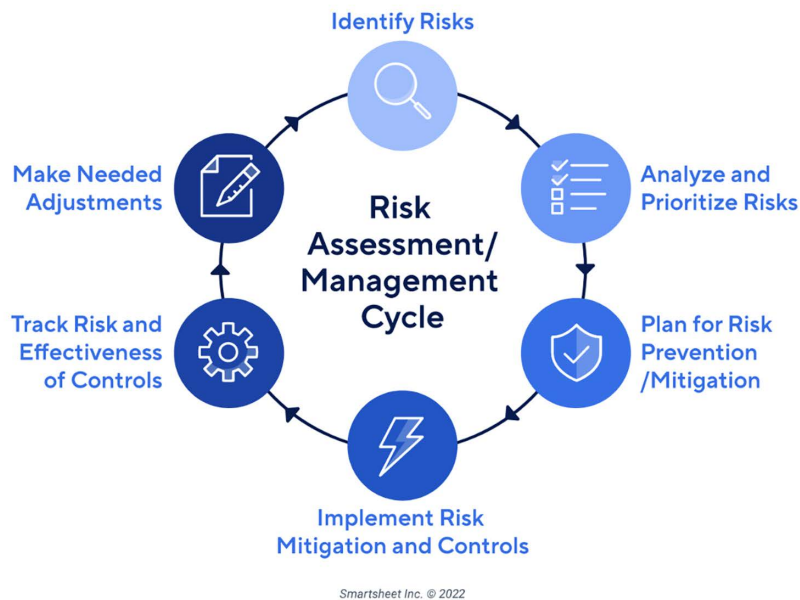 Identify Risks
Analyze and
Prioritize Risks
Plan for Risk
Prevention
/Mitigation
Implement Risk
Mitigation and Controls
Track Risk and
Effectiveness
of Controls
Make Needed
Adjustments
Risk
Assessment/
Management
Cycle
Smartsheet Inc. © 2022